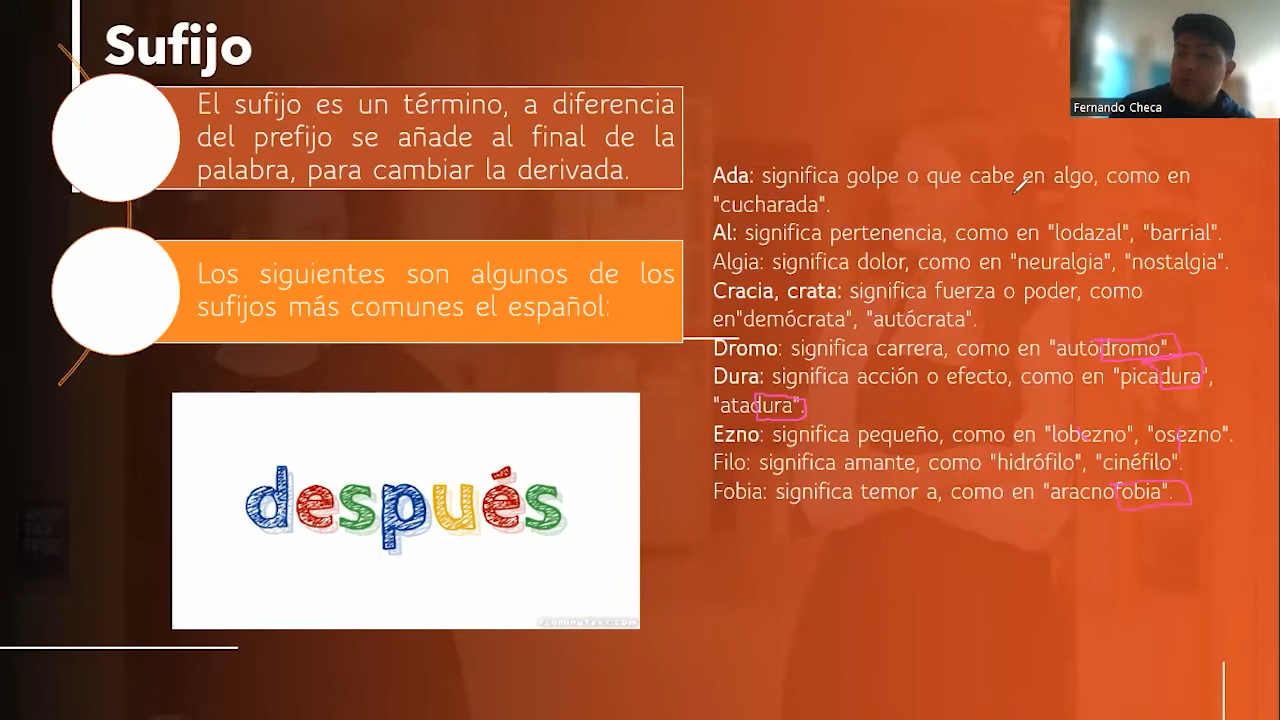 Sufijo
El sufijo es un término, a diferencia
del prefijo se añade al final de la
palabra, para cambiar la derivada.
Los siguientes son algunos de los
sufijos más comunes el español:
después
FLAMINGTEXT.COM
Fernando Checa
Ada: significa golpe o que cabe en algo, como en
"cucharada".
Al: significa pertenencia, como en "lodazal", "barrial".
Algia: significa dolor, como en "neuralgia", "nostalgia".
Cracia, crata: significa fuerza o poder, como
en"demócrata", "autócrata".
Dromo: significa carrera, como en "autódromo".
Dura: significa acción o efecto, como en "picadura",
"atadura".
Ezno: significa pequeño, como en "lobezno", "osezno".
Filo: significa amante, como "hidrófilo", "cinéfilo".
Fobia: significa temor a, como en "aracnofobia".